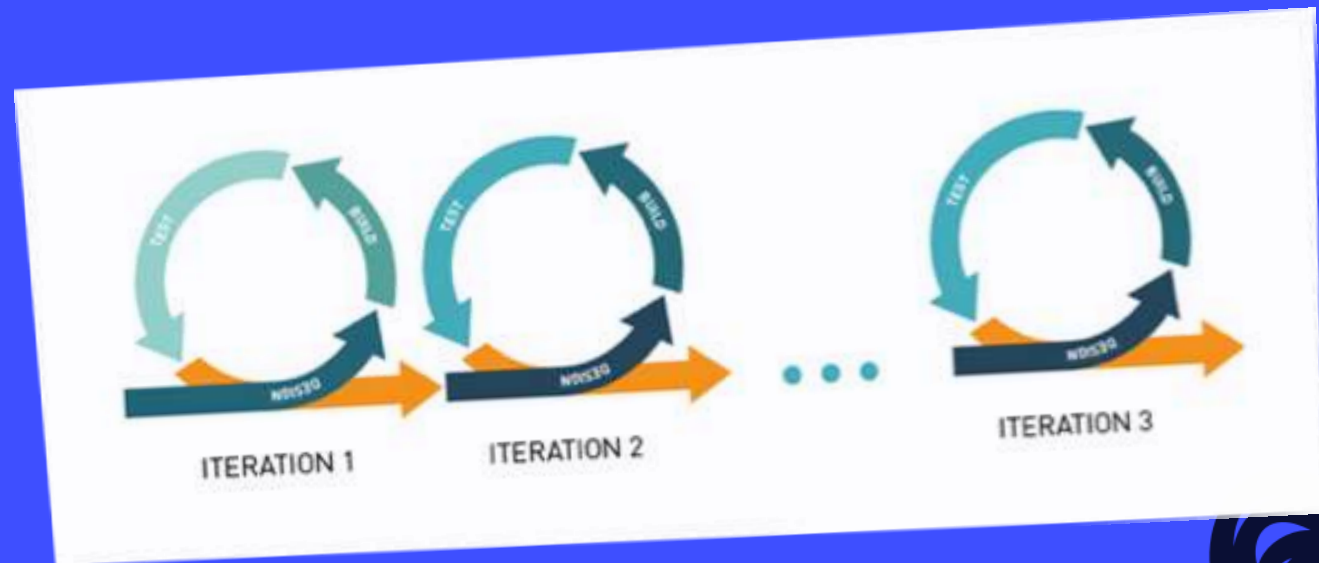 TEST
BUILD
DESIGN
ITERATION 1
TEST
BUILD
DESIGN
ITERATION 2
TEST
BUILD
DESIGN
ITERATION 3